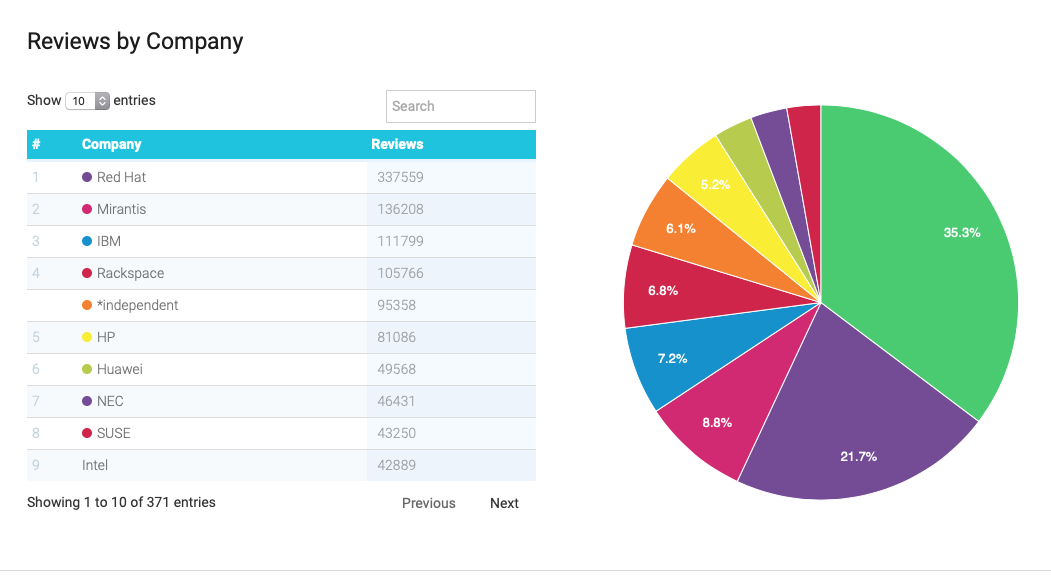 Reviews by Company
Show 10 entries
Search
# Company Reviews
1 Red Hat 337559
2 Mirantis 136208
3 IBM 111799
4 Rackspace 105766
*independent 95358
5 HP 81086
6 Huawei 49568
7 NEC 46431
8 SUSE 43250
9 Intel 42889
Showing 1 to 10 of 371 entries
Previous Next
35.3%
21.7%
8.8%
7.2%
6.8%
6.1%
5.2%